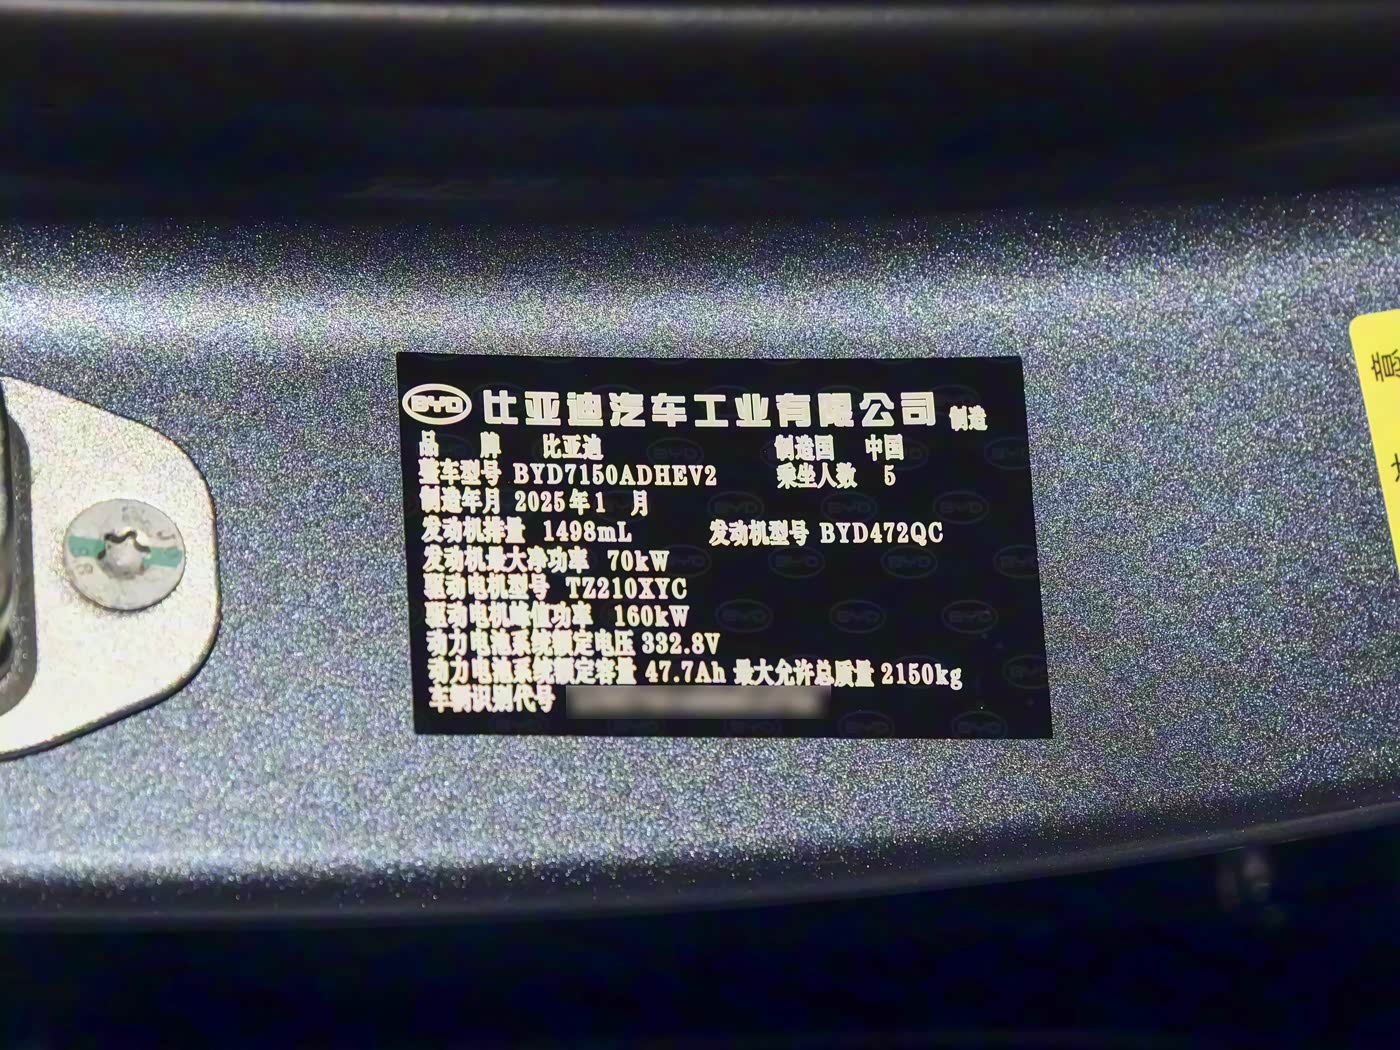 BYD 比亚迪汽车工业有限公司 制造
品 牌 比亚迪 制造国 中国
整车型号 BYD7150ADHEV2 乘坐人数 5
制造年月 2025年1 月
发动机排量 1498mL 发动机型号 BYD472QC
发动机最大净功率 70kW
驱动电机型号 TZ210XYC
驱动电机峰值功率 160kW
动力电池系统额定电压 332.8V
动力电池系统额定容量 47.7Ah 最大允许总质量 2150kg
车辆识别代号